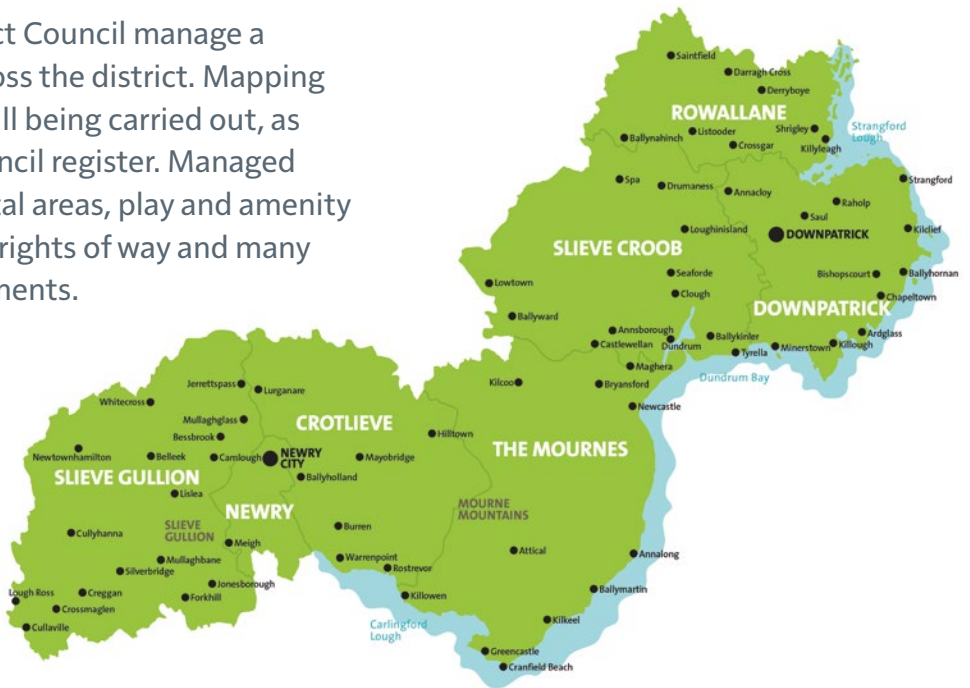 ct Council manage a
oss the district. Mapping
ll being carried out, as
ncil register. Managed
tal areas, play and amenity
rights of way and many
nents.
Saintfield
Darragh Cross
Derryboye
ROWALLANE
Ballynahinch
Listooder
Shrigley
Crossgar
Killyleagh
Strangford
Lough
Spa
Drumaness
Annacloy
Strangford
Raholp
Saul
Loughinisland
DOWNPATRICK
Kilclief
SLIEVE CROOB
Seaforde
Bishopscourt
Ballyhornan
Lowtown
Clough
Chapeltown
DOWNPATRICK
Ballyward
Annsborough
Ballykinler
Ardglass
Castlewellan
Dundrum
Tyrella
Minerstown
Killough
Maghera
Dundrum Bay
Kilcoo
Bryansford
Newcastle
Jerrettspass
Lurganare
Whitecross
Mullaghglass
CROTLIEVE
Bessbrook
Hilltown
THE MOURNES
Newtownhamilton
Belleek
Camlough
NEWRY
CITY
Mayobridge
SLIEVE GULLION
Ballyholland
Lislea
NEWRY
MOURNE
MOUNTAINS
Cullyhanna
SLIEVE
GULLION
Burren
Meigh
Attical
Annalong
Mullaghbane
Warrenpoint
Silverbridge
Rostrevor
Jonesborough
Ballymartin
Lough Ross
Creggan
Forkhill
Killowen
Crossmaglen
Cullaville
Carlingford
Lough
Kilkeel
Greencastle
Cranfield Beach